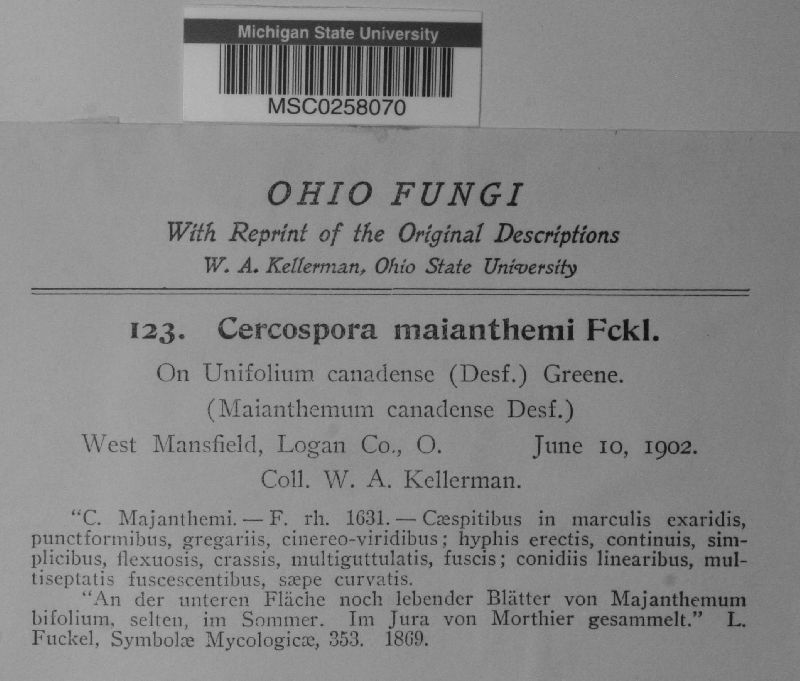 Michigan State University
MSC0258070
OHIO FUNGI
With Reprint of the Original Descriptions
W. A. Kellerman, Ohio State University
123. Cercospora maianthemi Fckl.
On Unifolium canadense (Desf.) Greene.
(Maianthemum canadense Desf.)
West Mansfield, Logan Co., O. June 10, 1902.
Coll. W. A. Kellerman.
“C. Majanthemi. — F. rh. 1631. — Cæspitibus in marculis exaridis,
punctformibus, gregariis, cinereo-viridibus; hyphis erectis, continuis, sim-
plicibus, flexuosis, crassis, multiguttulatis, fuscis; conidiis linearibus, mul-
tiseptatis fuscescentibus, sæpe curvatis.
“An der unteren Fläche noch lebender Blätter von Majanthemum
bifolium, selten, im Sommer. Im Jura von Morthier gesammelt.” L.
Fuckel, Symbolæ Mycologicæ, 353. 1869.